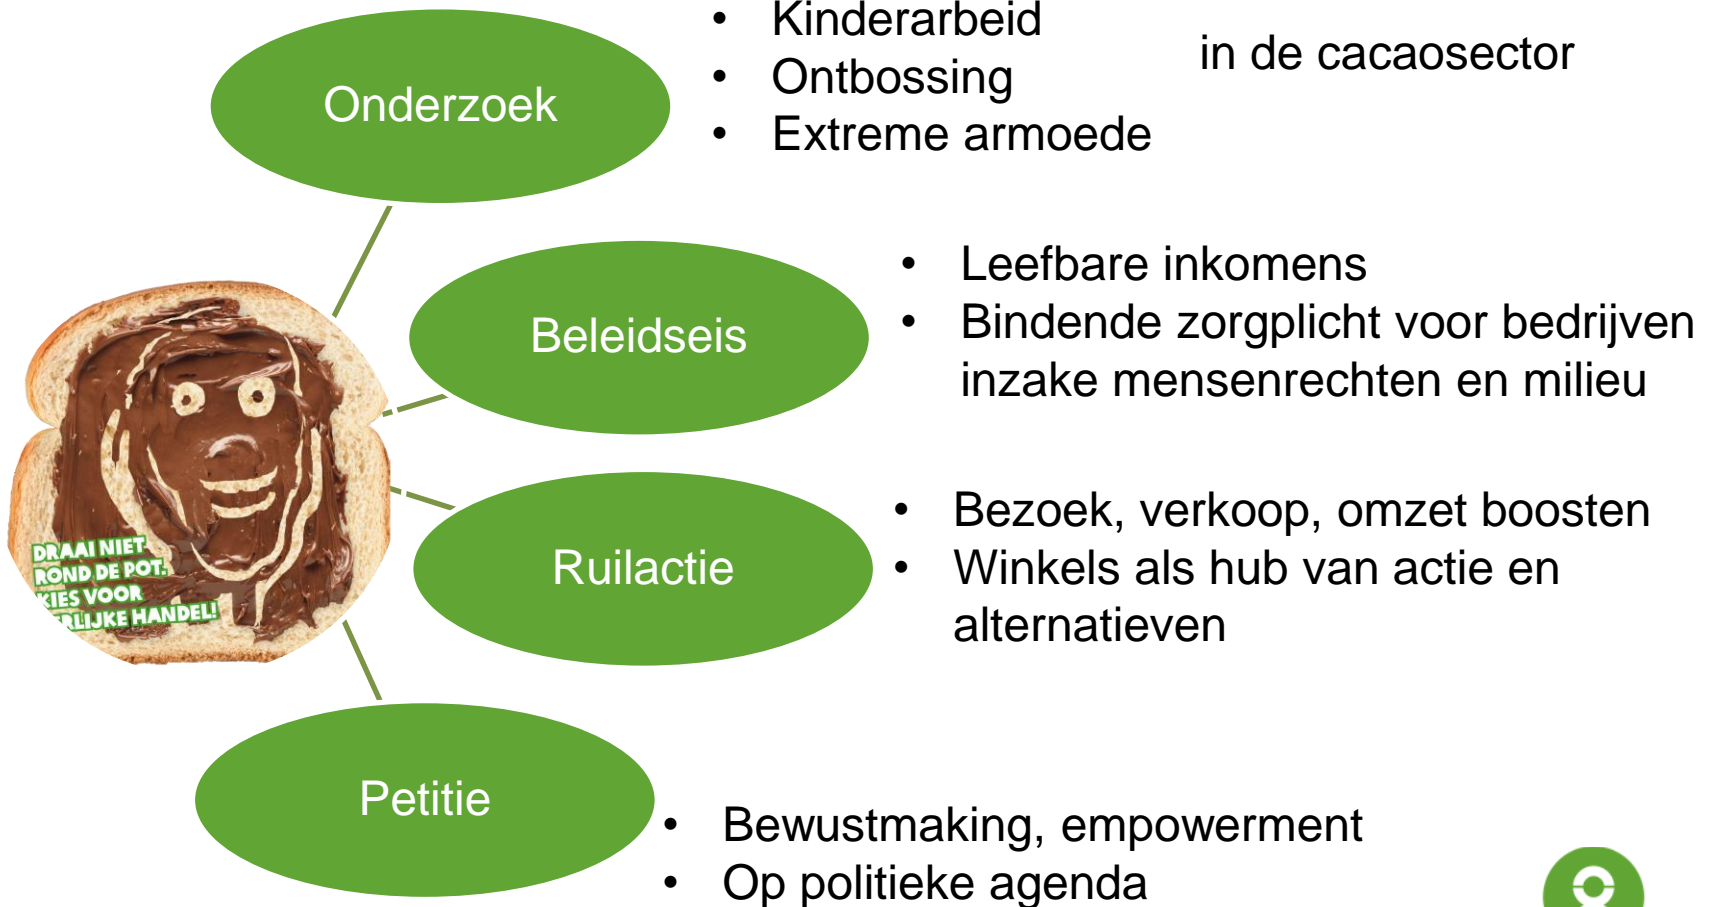 Onderzoek
• Kinderarbeid
• Ontbossing
• Extreme armoede
in de cacaosector
Beleidseis
• Leefbare inkomens
• Bindende zorgplicht voor bedrijven
inzake mensenrechten en milieu
Ruilactie
• Bezoek, verkoop, omzet boosten
• Winkels als hub van actie en
alternatieven
DRAAI NIET
ROND DE POT.
KIES VOOR
RLIJKE HANDEL!
Petitie
• Bewustmaking, empowerment
• Op politieke agenda